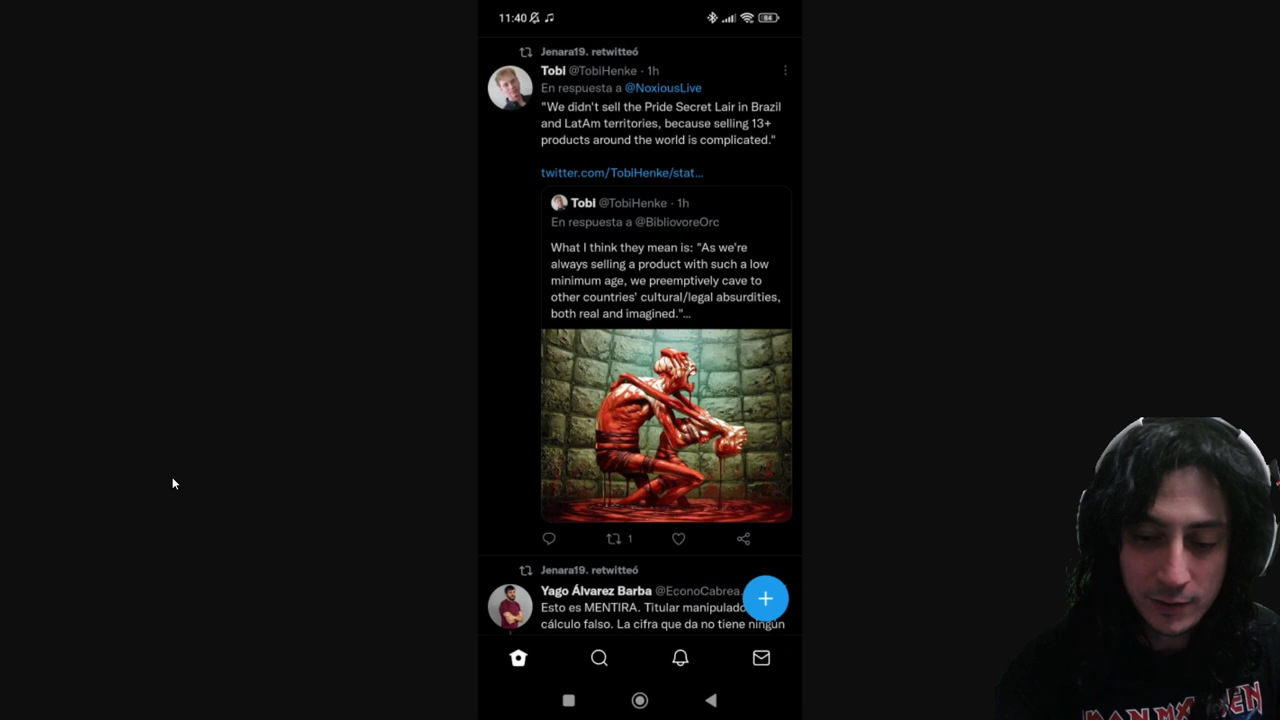 11:40
84
Jenara19. retwitteó
Tobi @TobiHenke · 1h
En respuesta a @NoxiousLive
"We didn't sell the Pride Secret Lair in Brazil
and LatAm territories, because selling 13+
products around the world is complicated."
twitter.com/TobiHenke/stat...
Tobi @TobiHenke · 1h
En respuesta a @BibliovoreOrc
What I think they mean is: "As we're
always selling a product with such a low
minimum age, we preemptively cave to
other countries' cultural/legal absurdities,
both real and imagined."...
1
Jenara19. retwitteó
Yago Álvarez Barba @EconoCabrea...
Esto es MENTIRA. Titular manipulado
cálculo falso. La cifra que da no tiene ningún
IRON MAIDEN